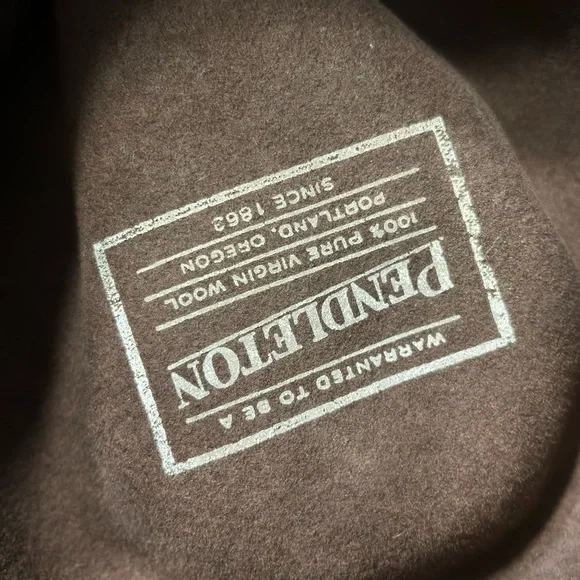 WARRANTED TO BE A
PENDLETON
100% PURE VIRGIN WOOL
PORTLAND, OREGON
SINCE 1863